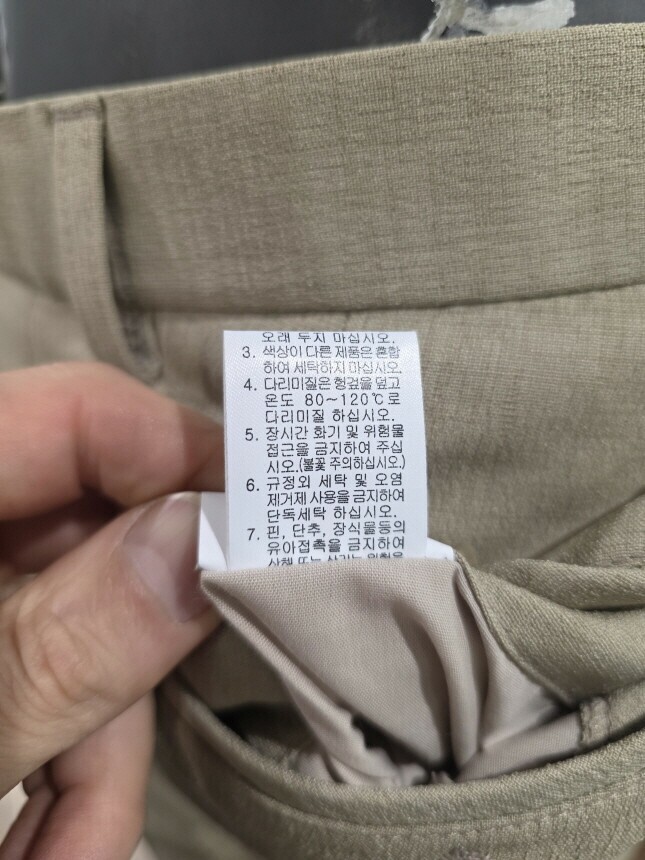 오래 두지 마십시오.
3. 색상이 다른 제품은 혼합
하여 세탁하지 마십시오.
4. 다리미질은 헝겊을 덮고
온도 80~120℃로
다리미질 하십시오.
5. 장시간 화기 및 위험물
접근을 금지하여 주십
시오.(불꽃 주의하십시오.)
6. 규정외 세탁 및 오염
제거제 사용을 금지하여
단독세탁 하십시오.
7. 핀, 단추, 장식물등의
유아접촉을 금지하여
상해 또는